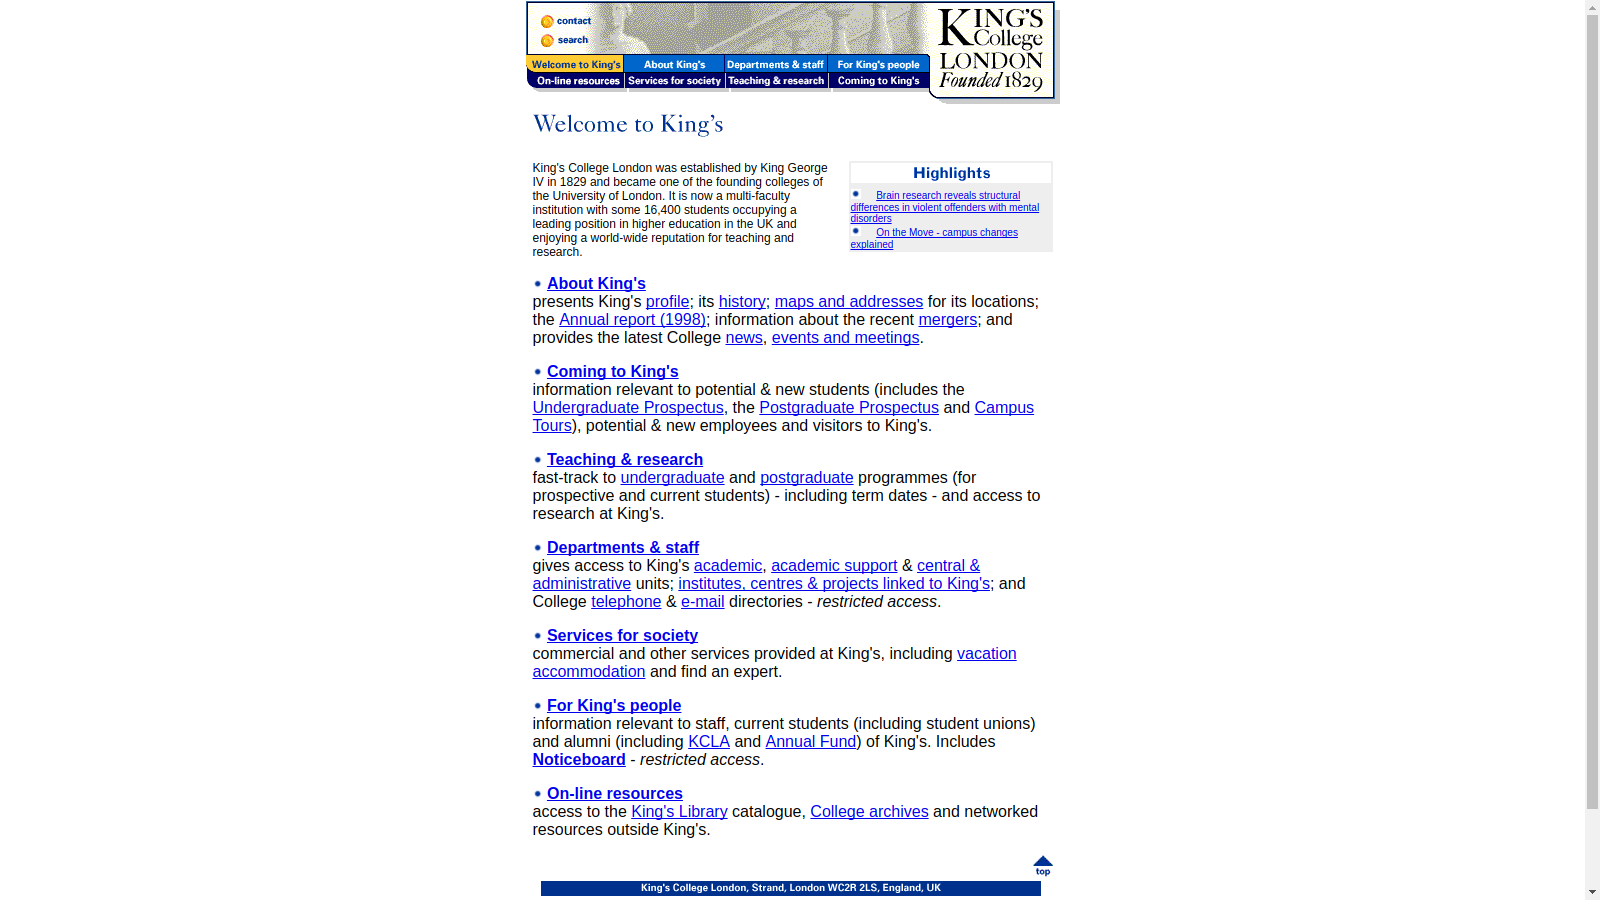 contact
search
KING'S
College
LONDON
Founded 1829
Welcome to King's
About King's
Departments & staff
For King's people
On-line resources
Services for society
Teaching & research
Coming to King's
Welcome to King's
King's College London was established by King George
IV in 1829 and became one of the founding colleges of
the University of London. It is now a multi-faculty
institution with some 16,400 students occupying a
leading position in higher education in the UK and
enjoying a world-wide reputation for teaching and
research.
Highlights
Brain research reveals structural
differences in violent offenders with mental
disorders
On the Move - campus changes
explained
About King's
presents King's profile; its history; maps and addresses for its locations;
the Annual report (1998); information about the recent mergers; and
provides the latest College news, events and meetings.
Coming to King's
information relevant to potential & new students (includes the
Undergraduate Prospectus, the Postgraduate Prospectus and Campus
Tours), potential & new employees and visitors to King's.
Teaching & research
fast-track to undergraduate and postgraduate programmes (for
prospective and current students) - including term dates - and access to
research at King's.
Departments & staff
gives access to King's academic, academic support & central &
administrative units; institutes, centres & projects linked to King's; and
College telephone & e-mail directories - restricted access.
Services for society
commercial and other services provided at King's, including vacation
accommodation and find an expert.
For King's people
information relevant to staff, current students (including student unions)
and alumni (including KCLA and Annual Fund) of King's. Includes
Noticeboard - restricted access.
On-line resources
access to the King's Library catalogue, College archives and networked
resources outside King's.
top
King's College London, Strand, London WC2R 2LS, England, UK